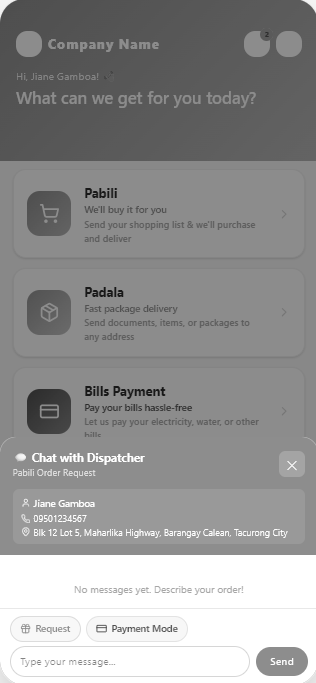 Company Name
2
Hi, Jiane Gamboa!
What can we get for you today?
Pabili
We'll buy it for you
Send your shopping list & we'll purchase
and deliver
Padala
Fast package delivery
Send documents, items, or packages to
any address
Bills Payment
Pay your bills hassle-free
Let us pay your electricity, water, or other
bills
Chat with Dispatcher
Pabili Order Request
Jiane Gamboa
09501234567
Blk 12 Lot 5, Maharlika Highway, Barangay Calean, Tacurong City
No messages yet. Describe your order!
Request
Payment Mode
Type your message...
Send